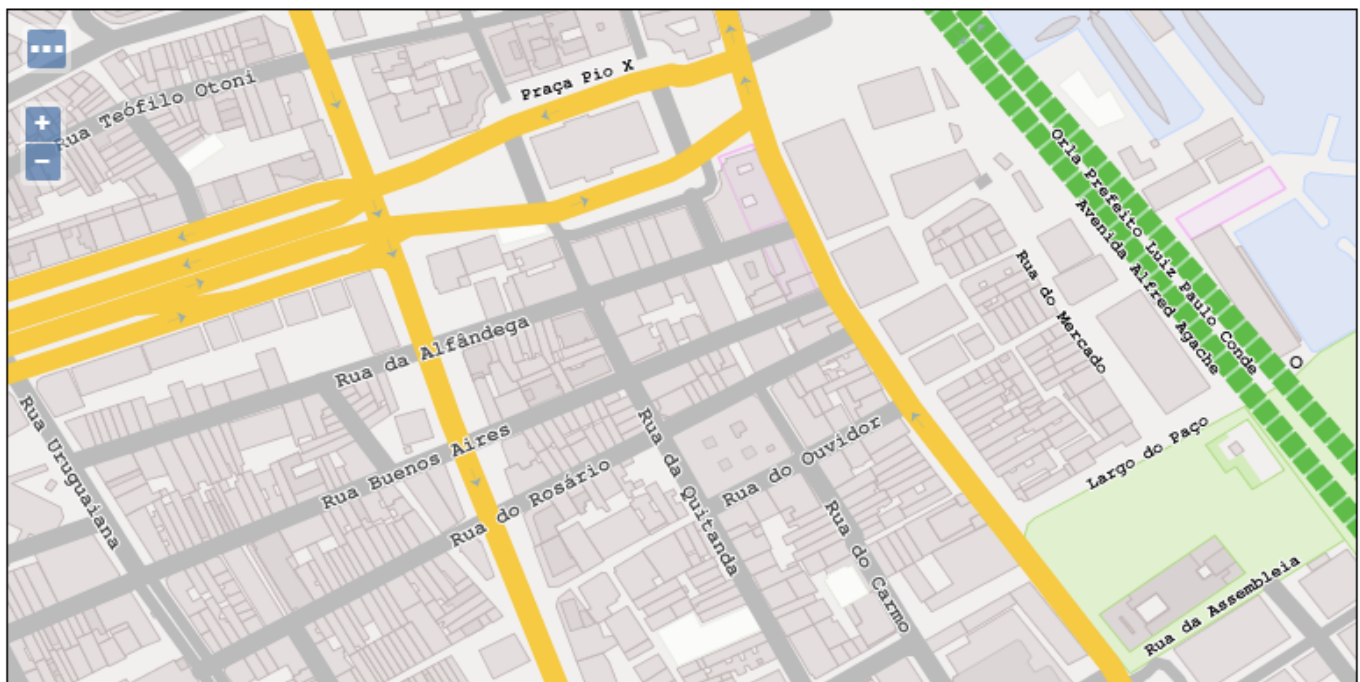 Praça Pio X
Rua Teófilo Otoni
+
−
Orla Prefeito Luiz Paulo Conde
Avenida Alfred Agache
Rua do Mercado
Rua da Alfândega
O
Rua Uruguaiana
Rua Buenos Aires
Rua do Rosário
Rua da Quitanda
Rua do Ouvidor
Largo do Paço
Rua do Carmo
Rua da Assembleia